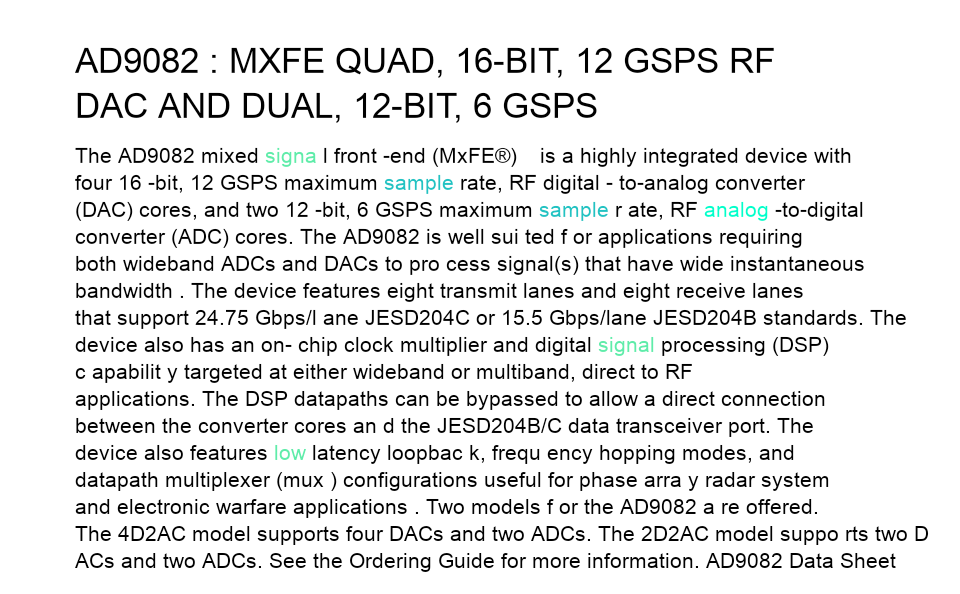 AD9082 : MXFE QUAD, 16-BIT, 12 GSPS RF
DAC AND DUAL, 12-BIT, 6 GSPS
The AD9082 mixed signa l front -end (MxFE®) is a highly integrated device with
four 16 -bit, 12 GSPS maximum sample rate, RF digital - to-analog converter
(DAC) cores, and two 12 -bit, 6 GSPS maximum sample r ate, RF analog -to-digital
converter (ADC) cores. The AD9082 is well sui ted f or applications requiring
both wideband ADCs and DACs to pro cess signal(s) that have wide instantaneous
bandwidth . The device features eight transmit lanes and eight receive lanes
that support 24.75 Gbps/l ane JESD204C or 15.5 Gbps/lane JESD204B standards. The
device also has an on- chip clock multiplier and digital signal processing (DSP)
c apabilit y targeted at either wideband or multiband, direct to RF
applications. The DSP datapaths can be bypassed to allow a direct connection
between the converter cores an d the JESD204B/C data transceiver port. The
device also features low latency loopbac k, frequ ency hopping modes, and
datapath multiplexer (mux ) configurations useful for phase arra y radar system
and electronic warfare applications . Two models f or the AD9082 a re offered.
The 4D2AC model supports four DACs and two ADCs. The 2D2AC model suppo rts two D
ACs and two ADCs. See the Ordering Guide for more information. AD9082 Data Sheet